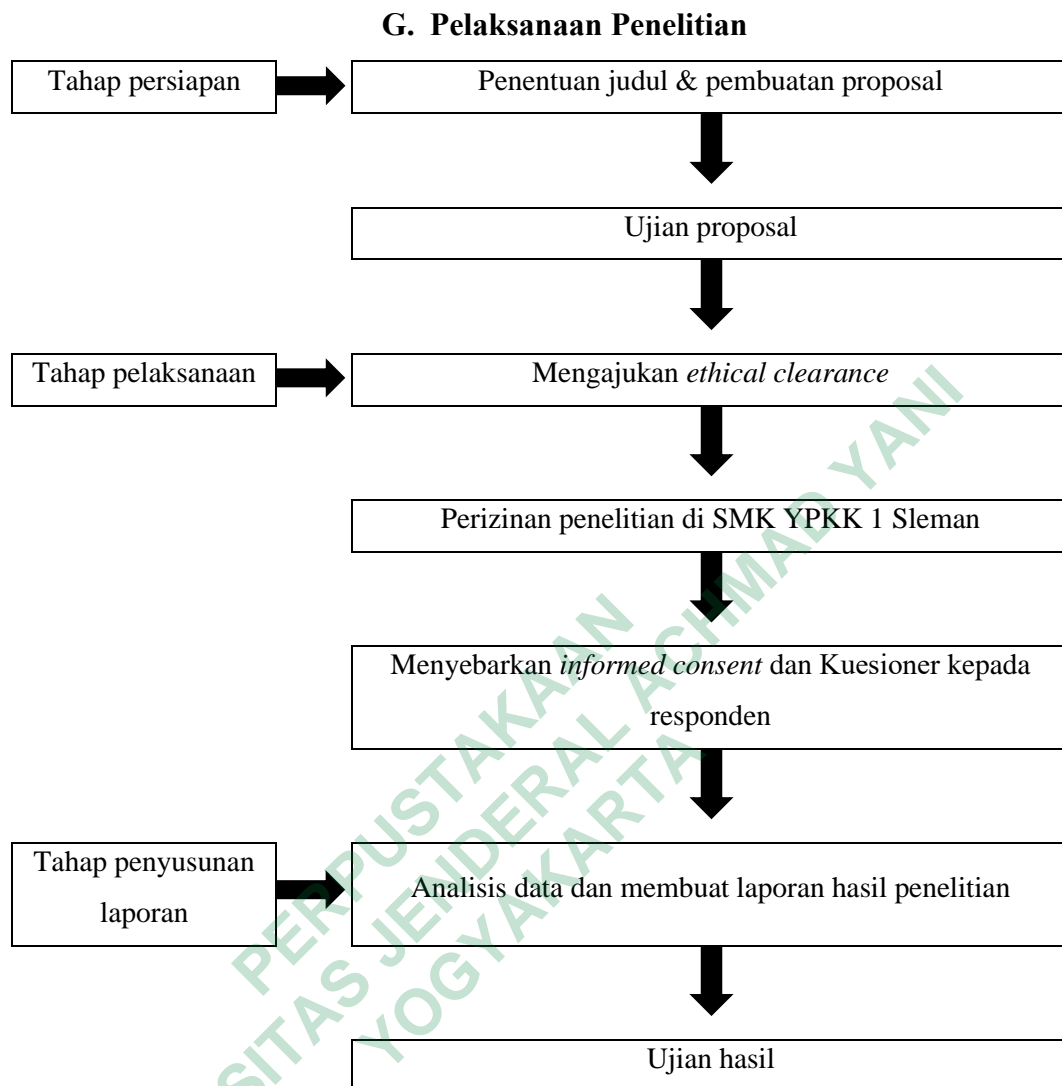 G. Pelaksanaan Penelitian
Tahap persiapan
Penentuan judul & pembuatan proposal
Ujian proposal
Tahap pelaksanaan
Mengajukan ethical clearance
Perizinan penelitian di SMK YPKK 1 Sleman
Menyebarkan informed consent dan Kuesioner kepada
responden
Tahap penyusunan
laporan
Analisis data dan membuat laporan hasil penelitian
Ujian hasil
PERPUSTAKAAN
SITAS JENDERAL ACHMAD YANI
YOGYAKARTA